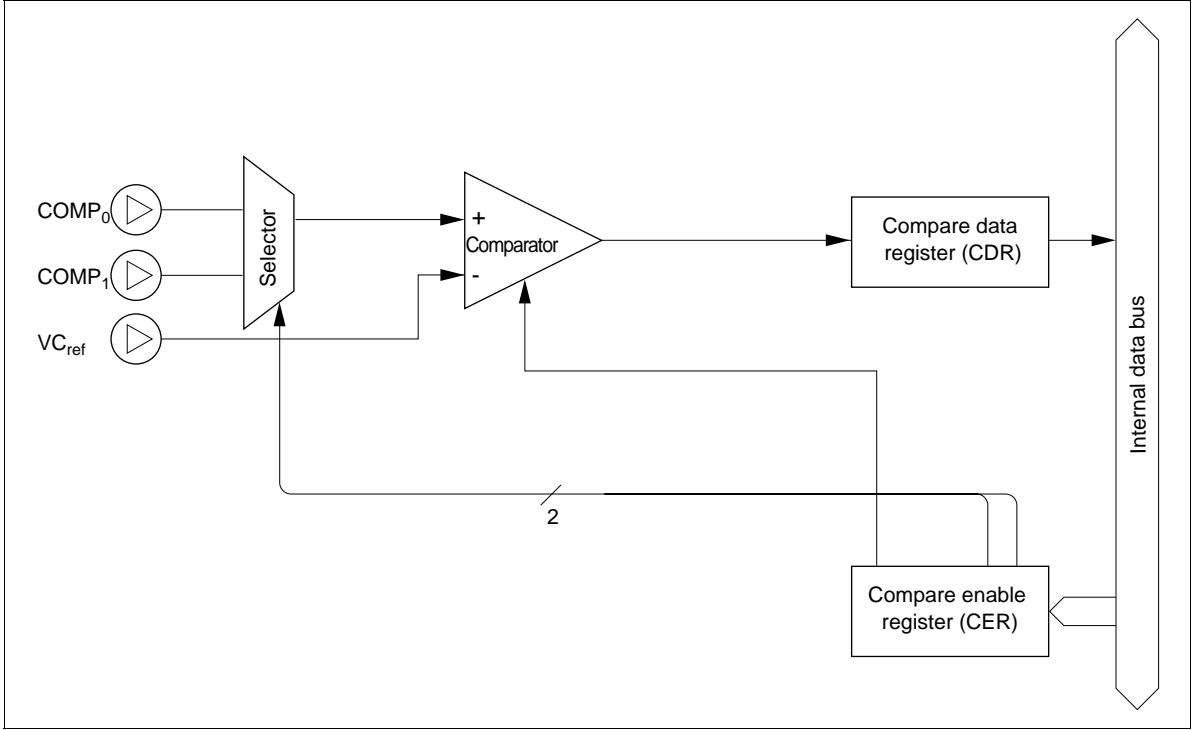 COMP0
COMP1
VCref
Selector
+
Comparator
-
Compare data
register (CDR)
Internal data bus
2
Compare enable
register (CER)